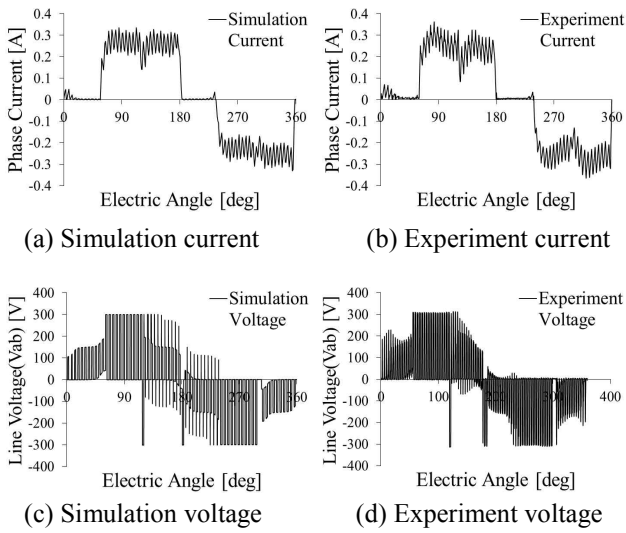 Phase Current [A]
0.4
0.3
0.2
0.1
0
-0.1
-0.2
-0.3
-0.4
0 90 180 270 360
Simulation
Current
Electric Angle [deg]
(a) Simulation current
Phase Current [A]
0.4
0.3
0.2
0.1
0
-0.1
-0.2
-0.3
-0.4
0 90 180 270 360
Experiment
Current
Electric Angle [deg]
(b) Experiment current
Line Voltage(Vab) [V]
400
300
200
100
0
-100
-200
-300
-400
0 90 180 270 360
Simulation
Voltage
Electric Angle [deg]
(c) Simulation voltage
Line Voltage(Vab) [V]
400
300
200
100
0
-100
-200
-300
-400
0 100 200 300 400
Experiment
Voltage
Electric Angle [deg]
(d) Experiment voltage